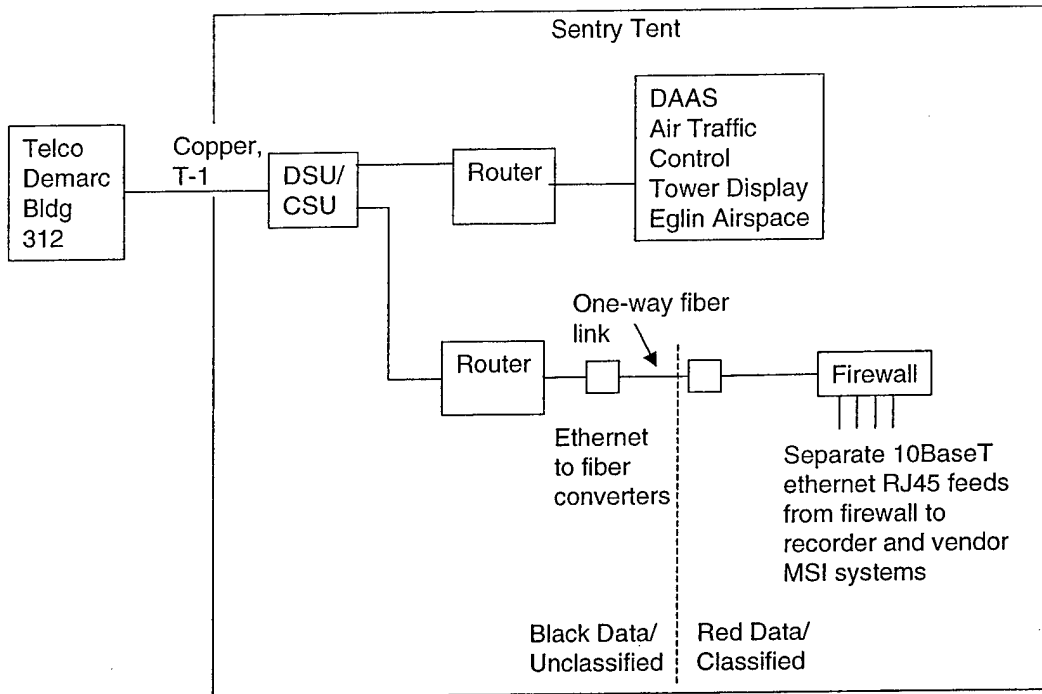 Sentry Tent
Telco
Demarc
Bldg
312
Copper,
T-1
DSU/
CSU
Router
DAAS
Air Traffic
Control
Tower Display
Eglin Airspace
One-way fiber
link
Router
Ethernet
to fiber
converters
Firewall
Separate 10BaseT
ethernet RJ45 feeds
from firewall to
recorder and vendor
MSI systems
Black Data/
Unclassified
Red Data/
Classified